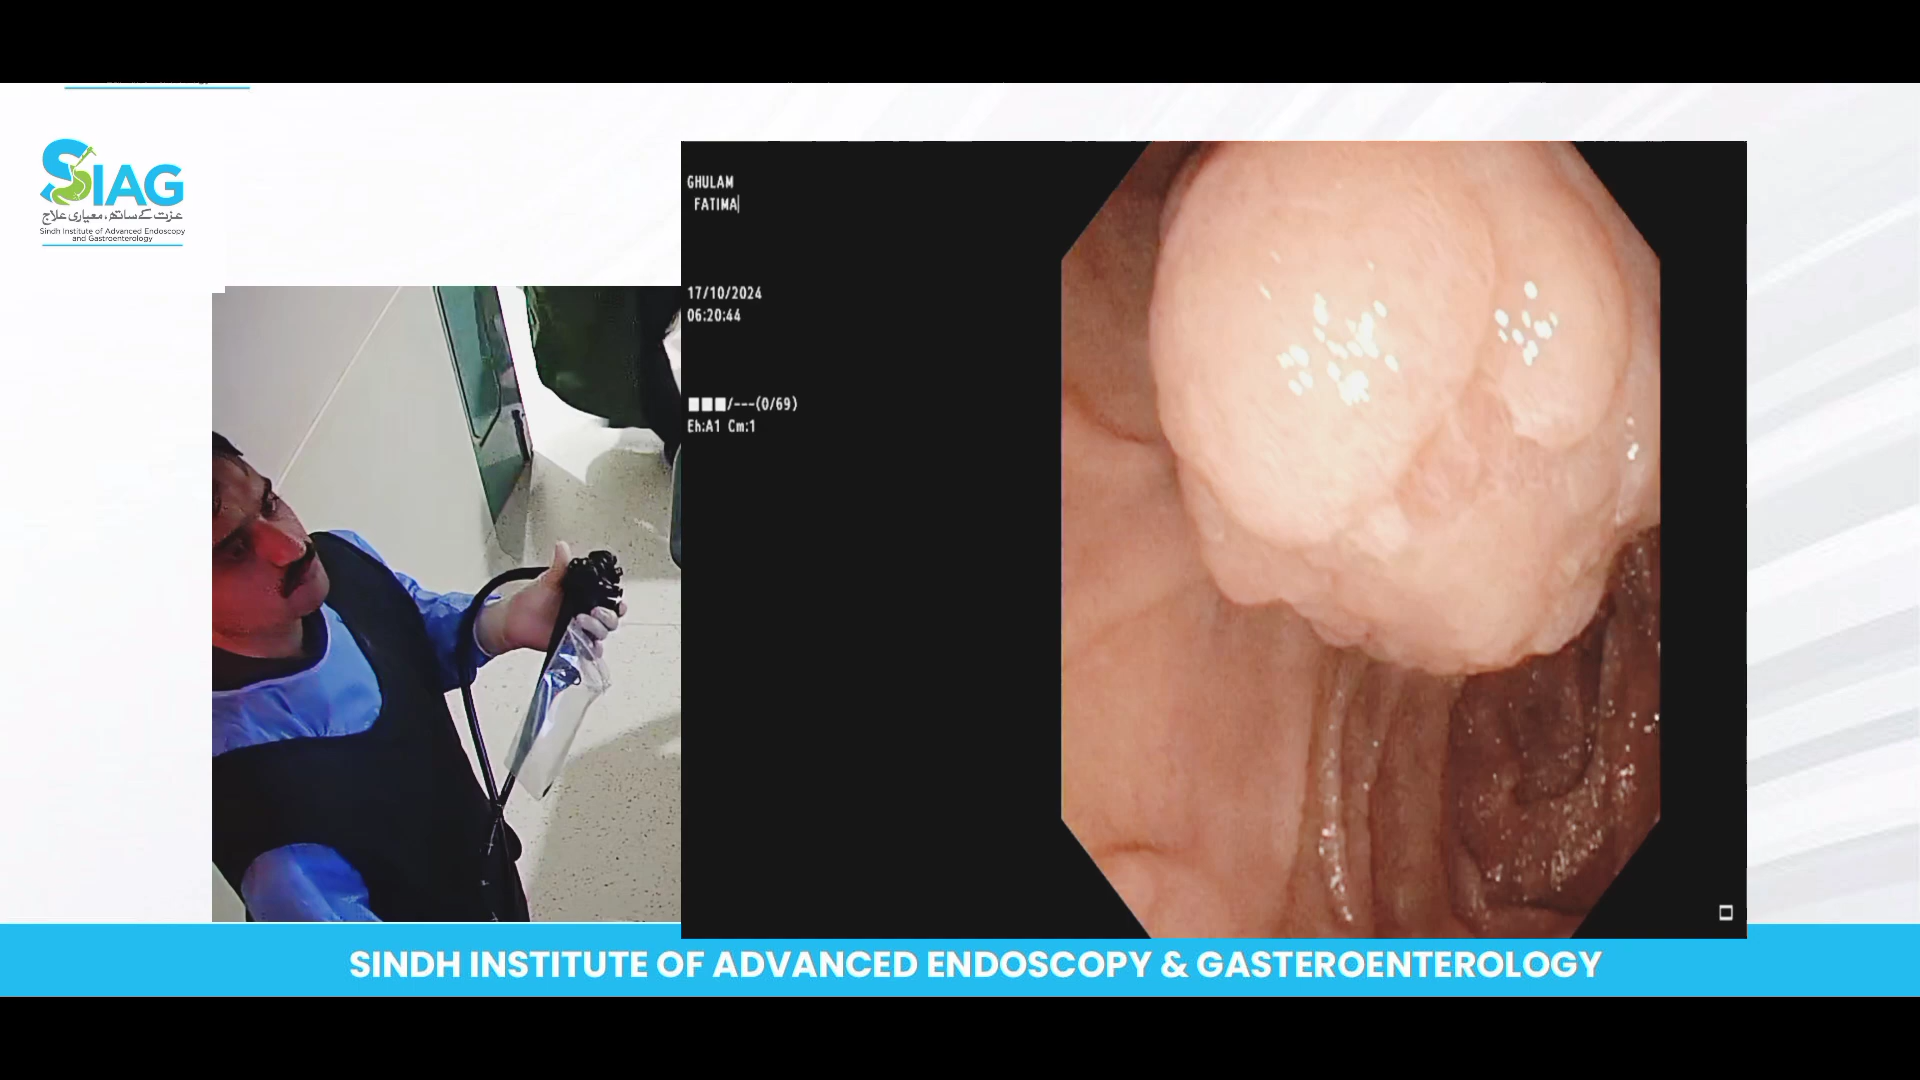 SIAG
عزت کے ساتھ، معیاری علاج
Sindh Institute of Advanced Endoscopy
and Gastroenterology
GHULAM
FATIMA
17/10/2024
06:20:44
■■■/---(0/69)
Eh:A1 Cm:1
SINDH INSTITUTE OF ADVANCED ENDOSCOPY & GASTEROENTEROLOGY